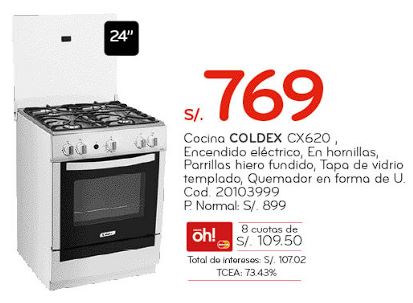 24"
S/. 769
Cocina COLDEX CX620 ,
Encendido eléctrico, En hornillas,
Parrillas hiero fundido, Tapa de vidrio
templado, Quemador en forma de U.
Cod. 20103999
P. Normal: S/. 899
oh!
8 cuotas de
S/. 109.50
Total de intereses: S/. 107.02
TCEA: 73.43%